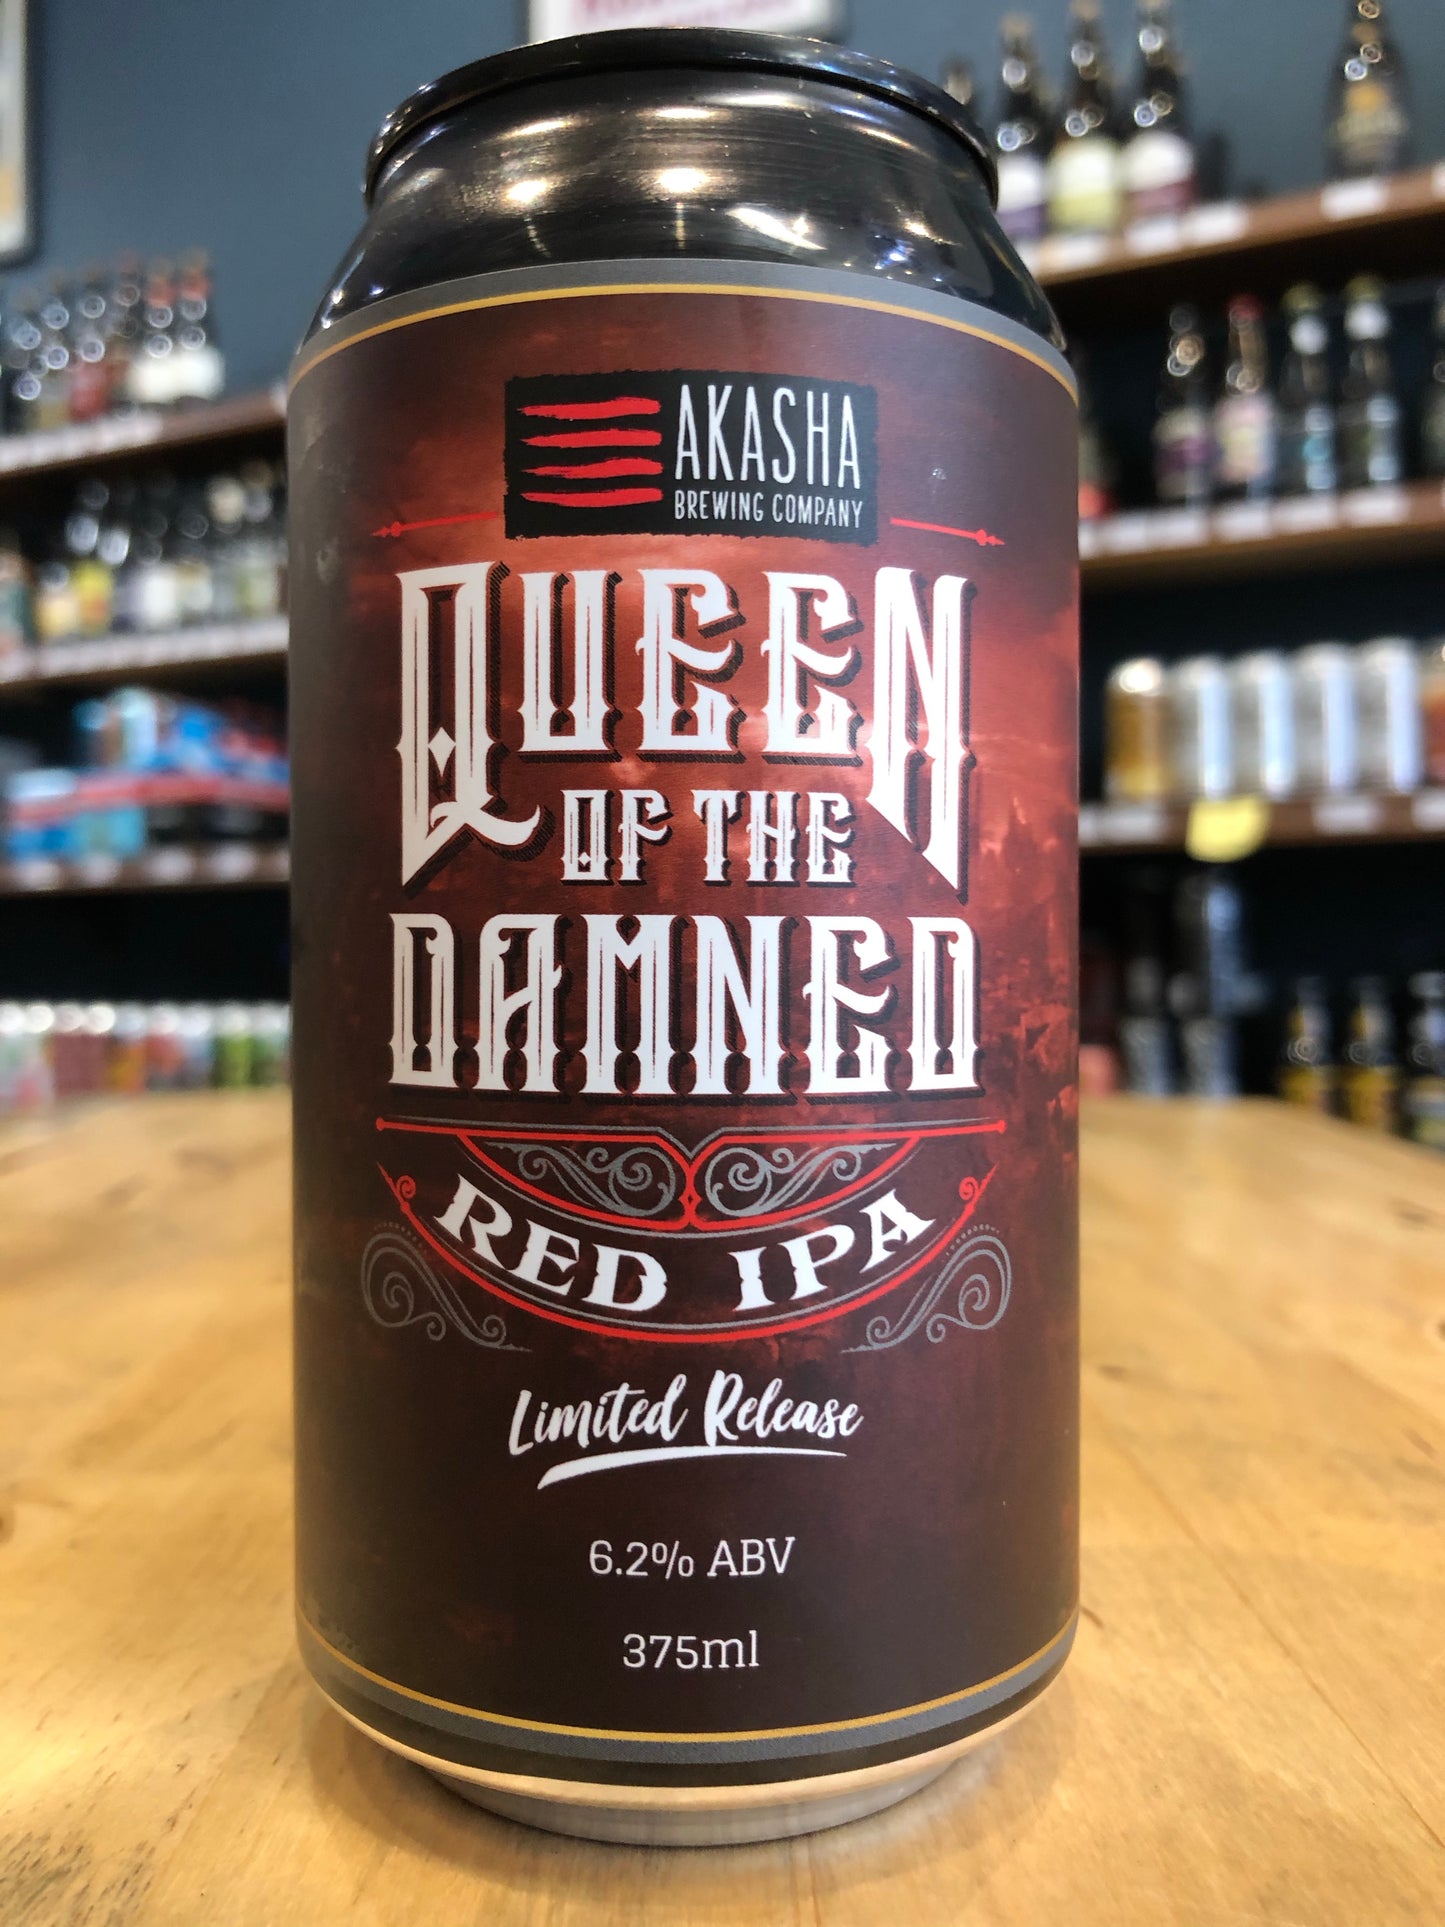 AKASHA
BREWING COMPANY
QUEEN
OF THE
DAMNED
RED IPA
Limited Release
6.2% ABV
375ml